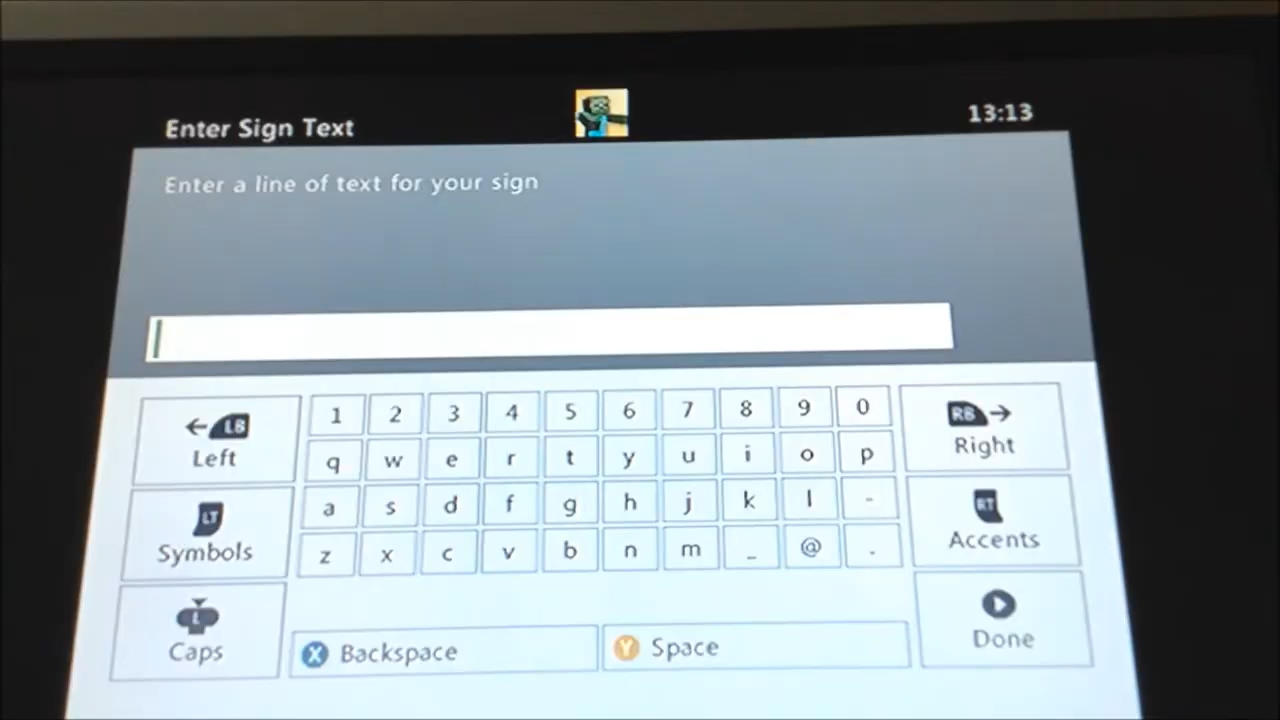 Enter Sign Text
13:13
Enter a line of text for your sign
← LB
Left
1 2 3 4 5 6 7 8 9 0
RB →
Right
q w e r t y u i o p
LT
Symbols
a s d f g h j k l -
RT
Accents
z x c v b n m _ @ .
L
Caps
X Backspace
Y Space
Done